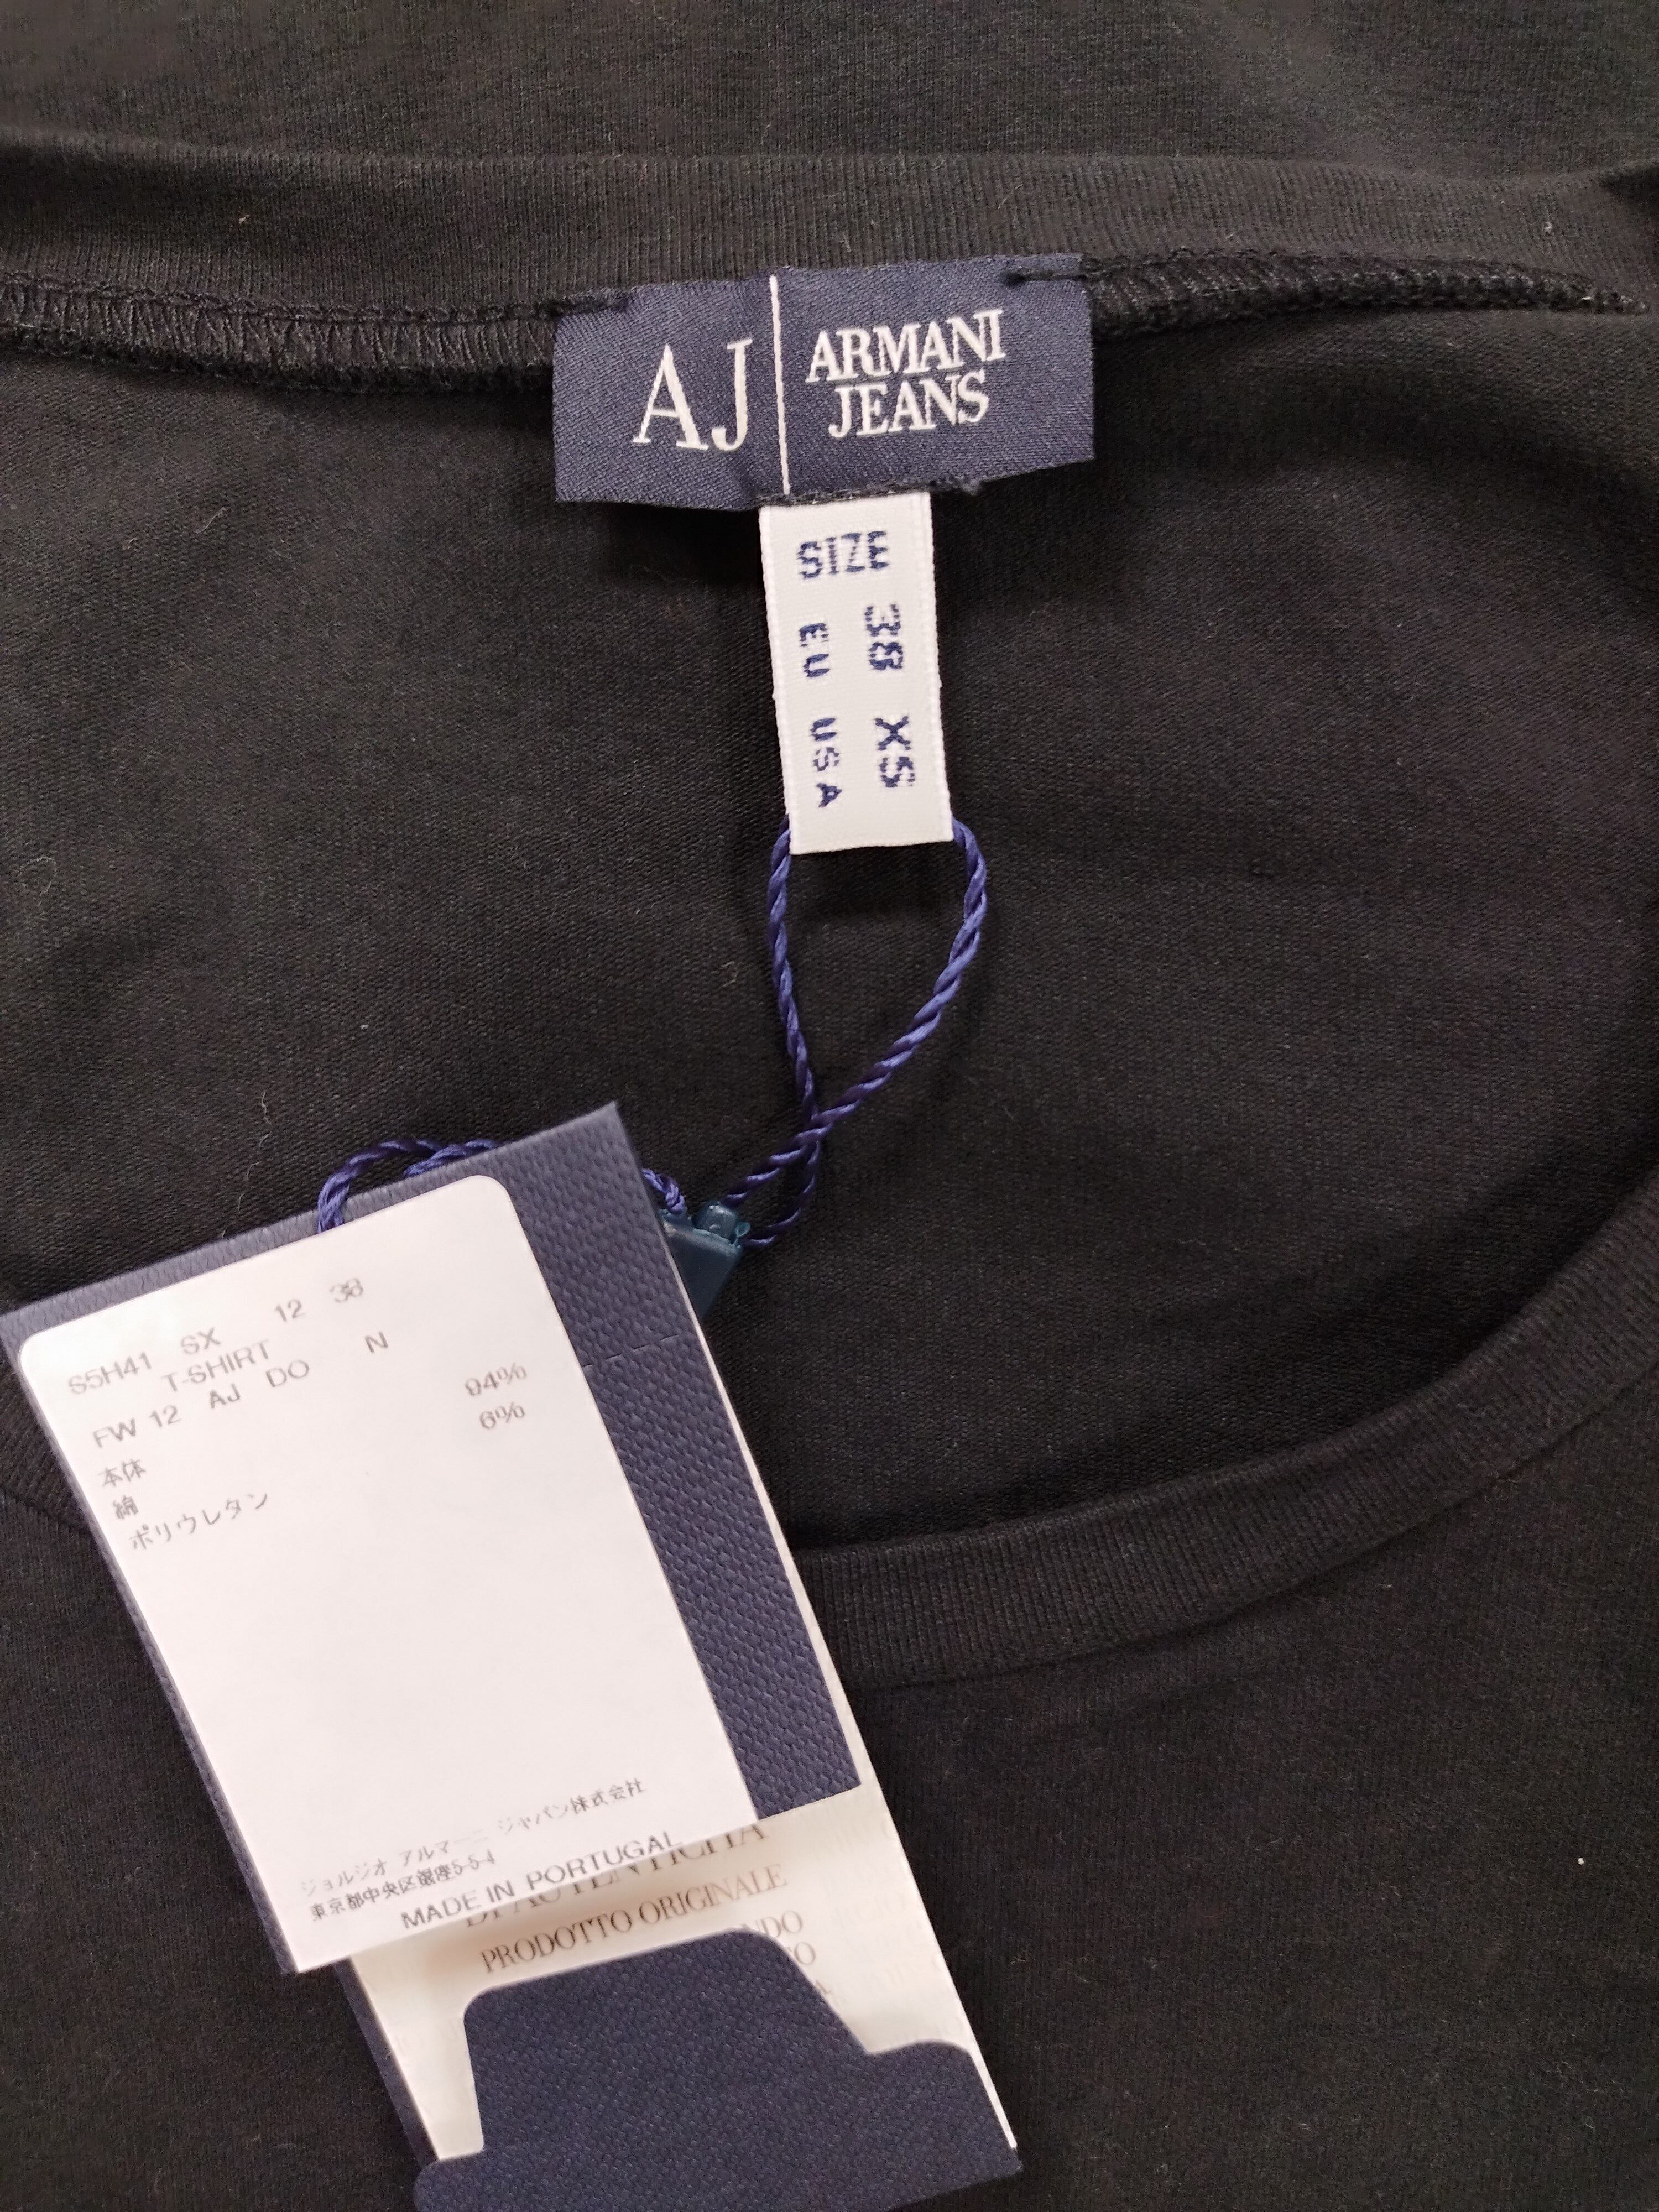 AJ
ARMANI
JEANS
SIZE
38 XS
EU USA
S5H41 SX 12 38
T-SHIRT
FW 12 AJ DO N
本体 94%
綿 6%
ポリウレタン
ジョルジオ アルマーニ ジャパン株式会社
東京都中央区銀座5-5-4
MADE IN PORTUGAL
DI AUTENTICITA
PRODOTTO ORIGINALE